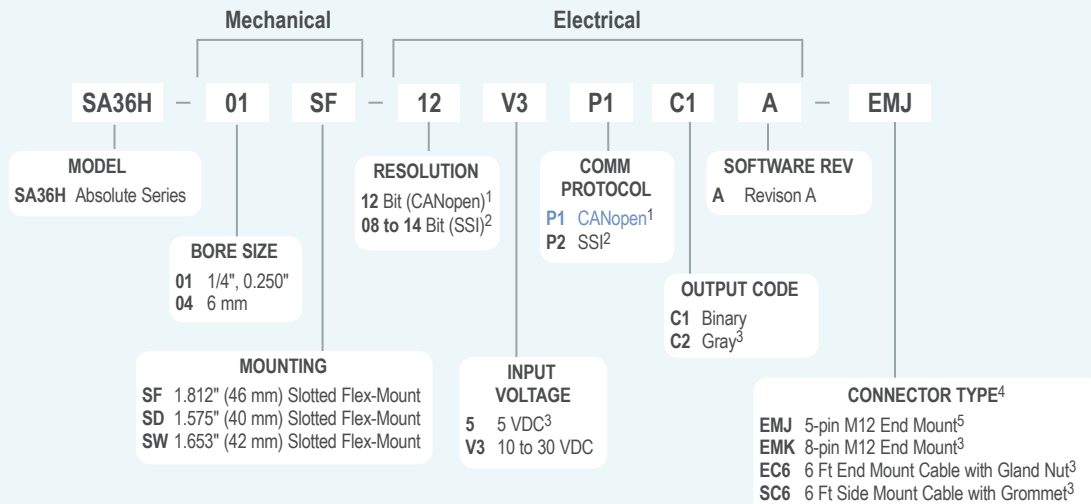 Mechanical
Electrical
SA36H – 01 SF – 12 V3 P1 C1 A – EMJ
MODEL
SA36H Absolute Series
BORE SIZE
01 1/4", 0.250"
04 6 mm
MOUNTING
SF 1.812" (46 mm) Slotted Flex-Mount
SD 1.575" (40 mm) Slotted Flex-Mount
SW 1.653" (42 mm) Slotted Flex-Mount
RESOLUTION
12 Bit (CANopen)1
08 to 14 Bit (SSI)2
INPUT
VOLTAGE
5 5 VDC3
V3 10 to 30 VDC
COMM
PROTOCOL
P1 CANopen1
P2 SSI2
OUTPUT CODE
C1 Binary
C2 Gray3
SOFTWARE REV
A Revison A
CONNECTOR TYPE4
EMJ 5-pin M12 End Mount5
EMK 8-pin M12 End Mount3
EC6 6 Ft End Mount Cable with Gland Nut3
SC6 6 Ft Side Mount Cable with Grommet3